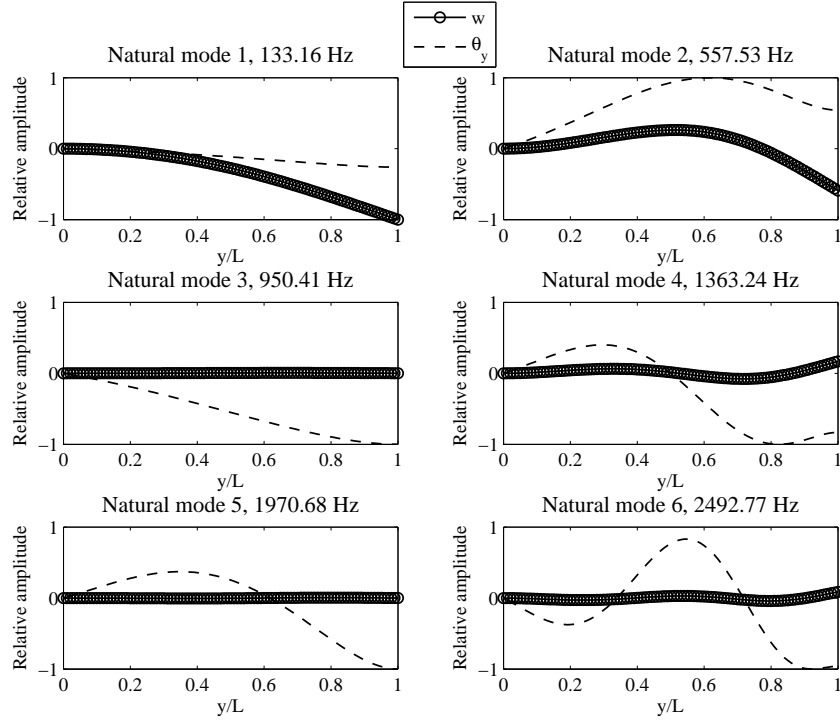 w
θ_y
Natural mode 1, 133.16 Hz
Relative amplitude
1
0
−1
0
0.2
0.4
0.6
0.8
1
y/L
Natural mode 2, 557.53 Hz
Relative amplitude
1
0
−1
0
0.2
0.4
0.6
0.8
1
y/L
Natural mode 3, 950.41 Hz
Relative amplitude
1
0
−1
0
0.2
0.4
0.6
0.8
1
y/L
Natural mode 4, 1363.24 Hz
Relative amplitude
1
0
−1
0
0.2
0.4
0.6
0.8
1
y/L
Natural mode 5, 1970.68 Hz
Relative amplitude
1
0
−1
0
0.2
0.4
0.6
0.8
1
y/L
Natural mode 6, 2492.77 Hz
Relative amplitude
1
0
−1
0
0.2
0.4
0.6
0.8
1
y/L